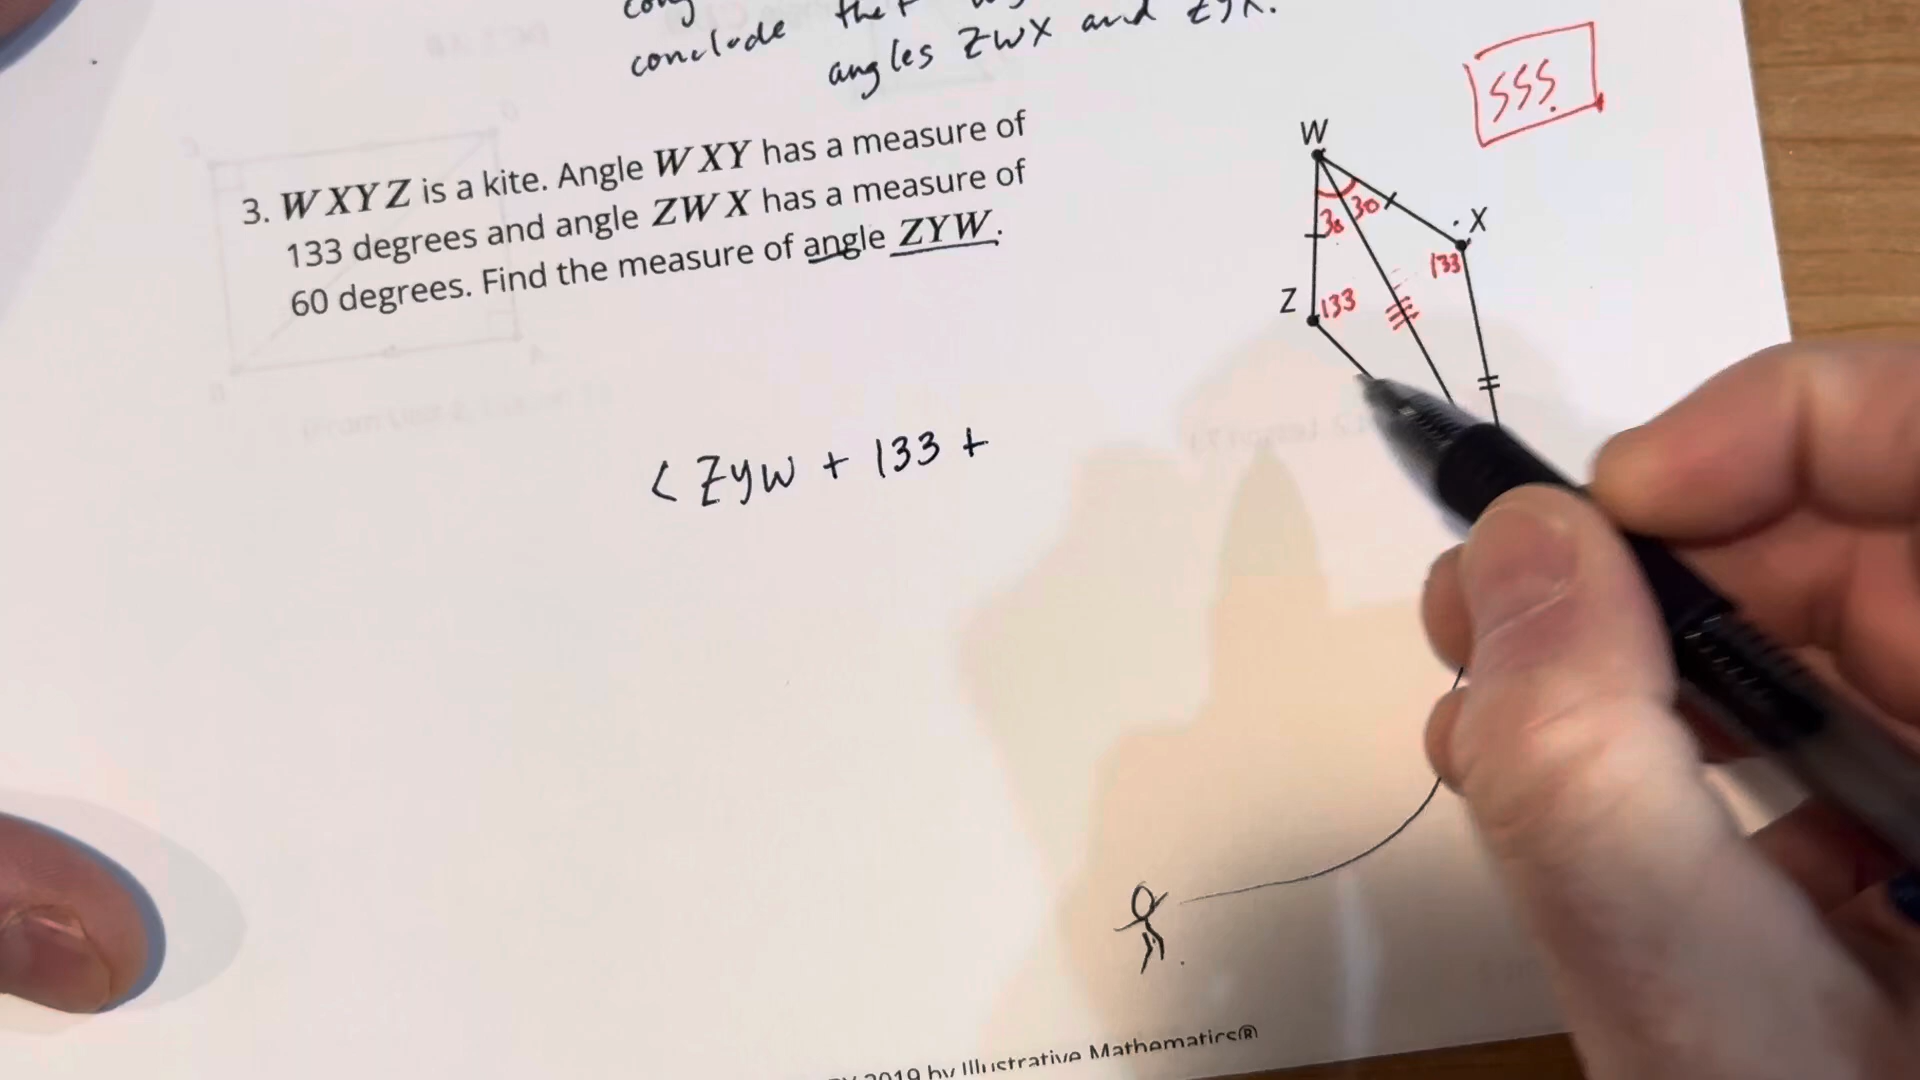 conclude that
angles ZWX and ZYX.
SSS.
3. WXYZ is a kite. Angle WXY has a measure of
133 degrees and angle ZWX has a measure of
60 degrees. Find the measure of angle ZYW.
W
30
30
X
133
Z
133
< ZYW + 133 +
2019 by Illustrative Mathematics®